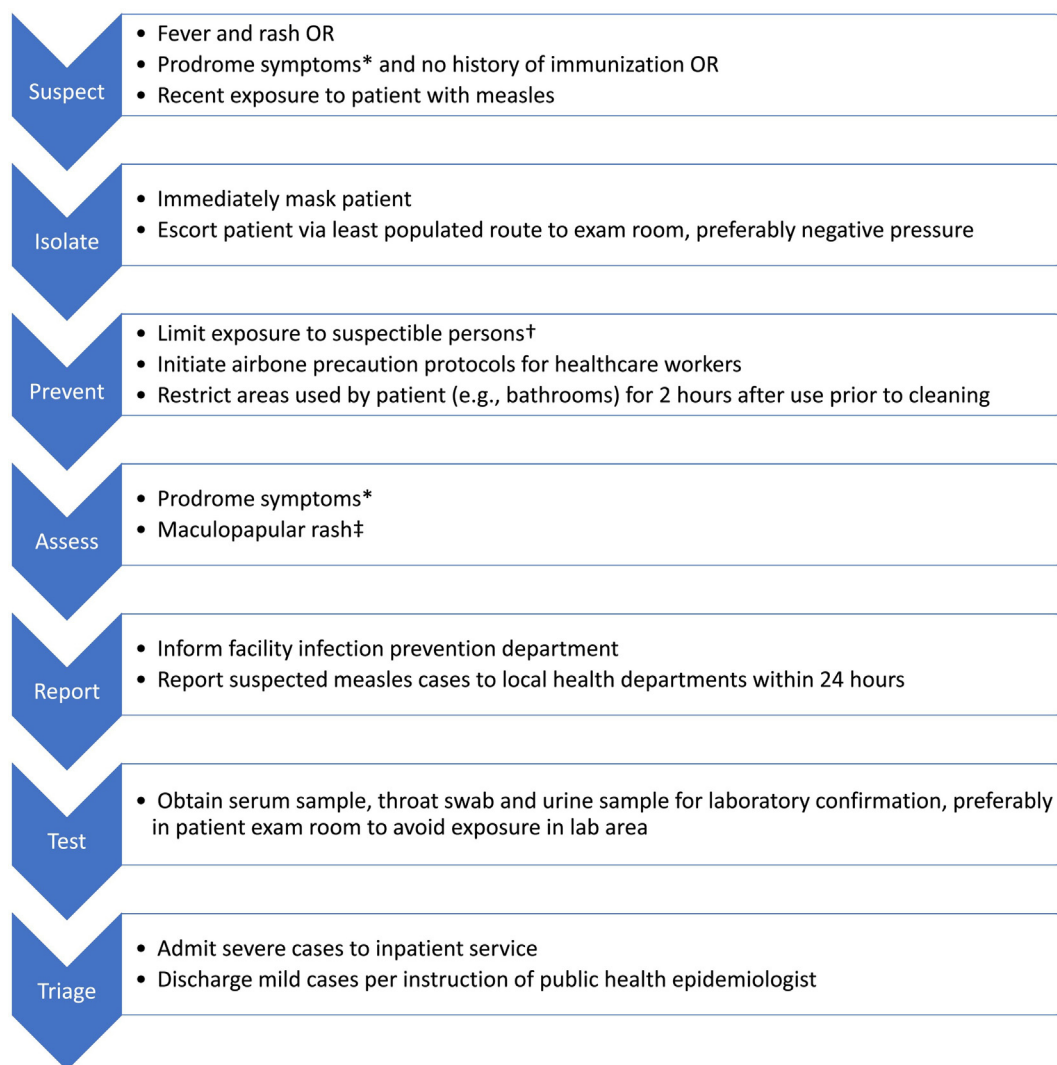 Suspect
• Fever and rash OR
• Prodrome symptoms* and no history of immunization OR
• Recent exposure to patient with measles
Isolate
• Immediately mask patient
• Escort patient via least populated route to exam room, preferably negative pressure
Prevent
• Limit exposure to suspectible persons†
• Initiate airbone precaution protocols for healthcare workers
• Restrict areas used by patient (e.g., bathrooms) for 2 hours after use prior to cleaning
Assess
• Prodrome symptoms*
• Maculopapular rash‡
Report
• Inform facility infection prevention department
• Report suspected measles cases to local health departments within 24 hours
Test
• Obtain serum sample, throat swab and urine sample for laboratory confirmation, preferably
in patient exam room to avoid exposure in lab area
Triage
• Admit severe cases to inpatient service
• Discharge mild cases per instruction of public health epidemiologist